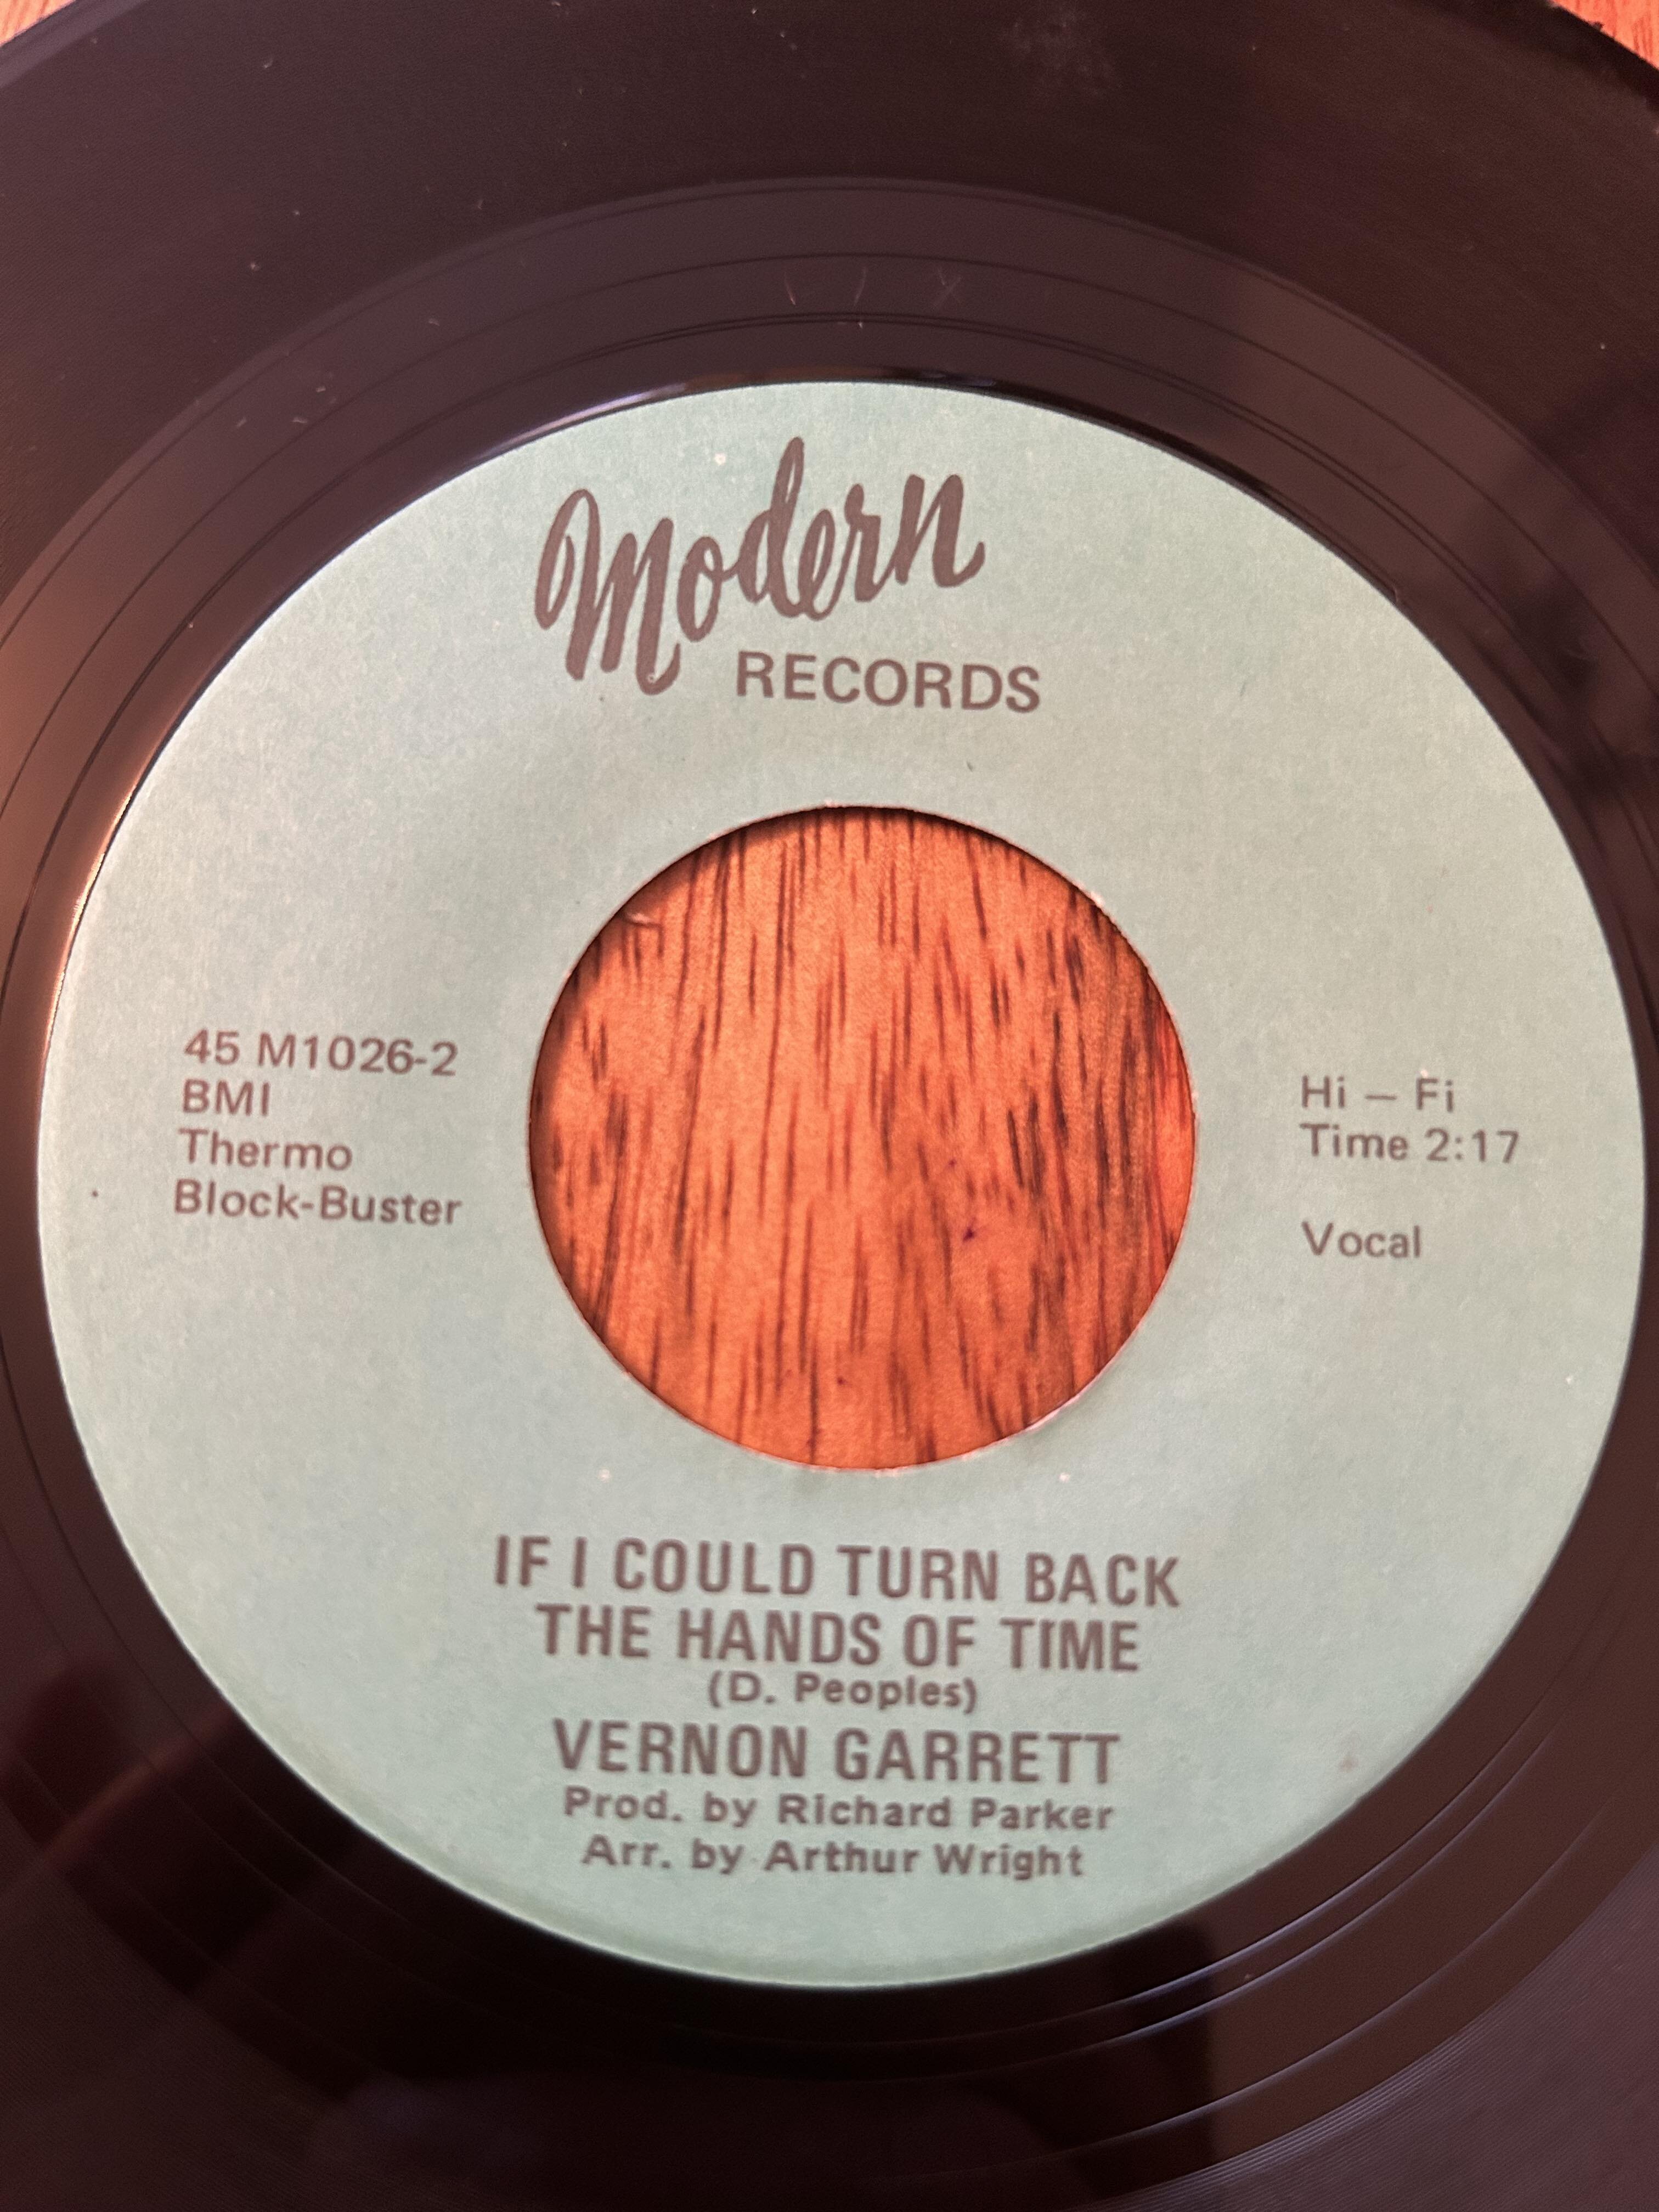 Modern
RECORDS
45 M1026-2
BMI
Thermo
Block-Buster
Hi – Fi
Time 2:17
Vocal
IF I COULD TURN BACK
THE HANDS OF TIME
(D. Peoples)
VERNON GARRETT
Prod. by Richard Parker
Arr. by Arthur Wright